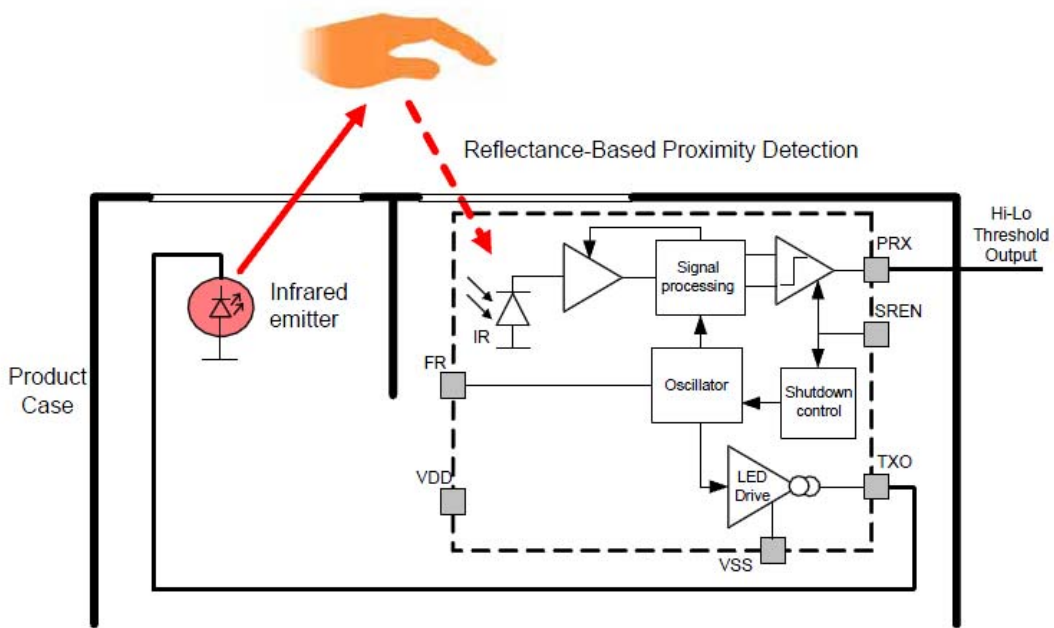 Reflectance-Based Proximity Detection
Hi-Lo
Threshold
Output
PRX
Signal
processing
Infrared
emitter
IR
SREN
Product
Case
FR
Oscillator
Shutdown
control
VDD
TXO
LED
Drive
VSS